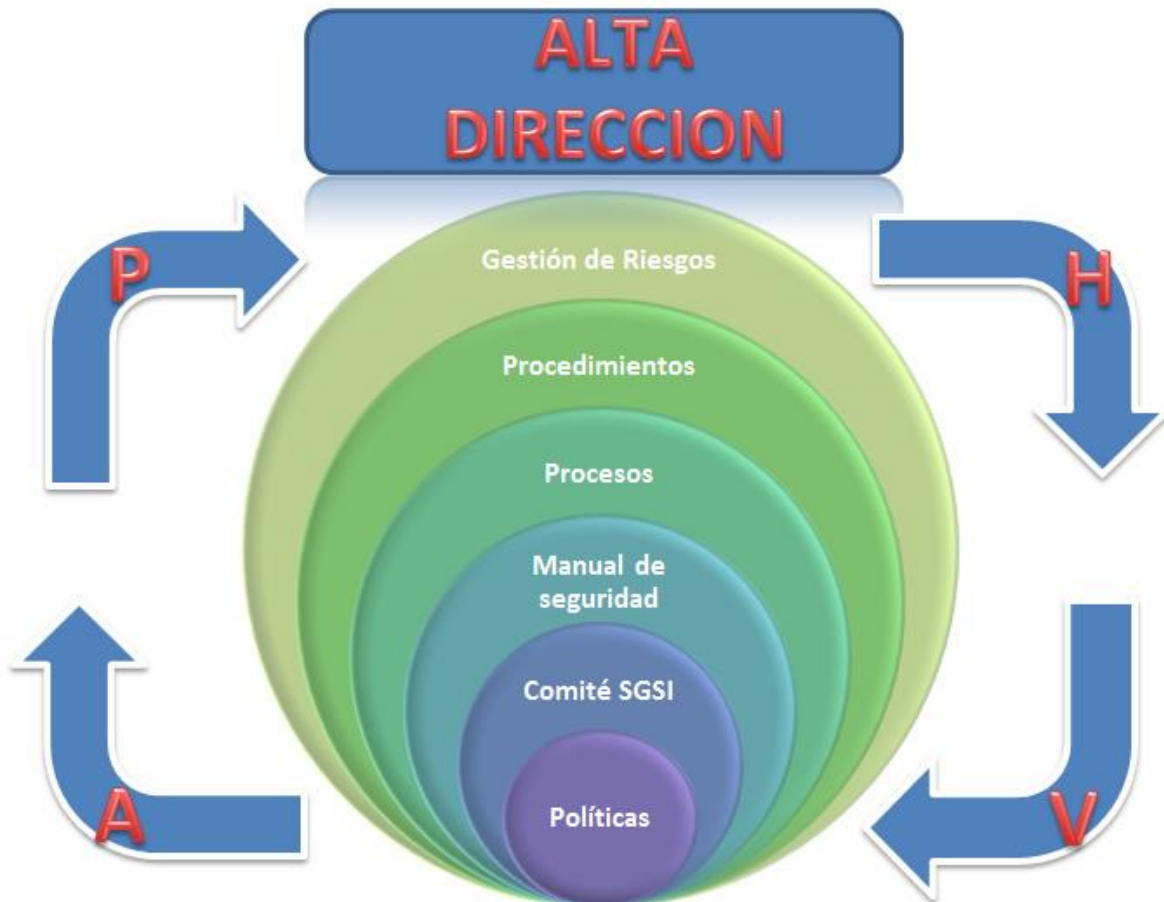 ALTA
DIRECCION
P
H
Gestión de Riesgos
Procedimientos
Procesos
Manual de
seguridad
Comité SGSI
Políticas
A
V